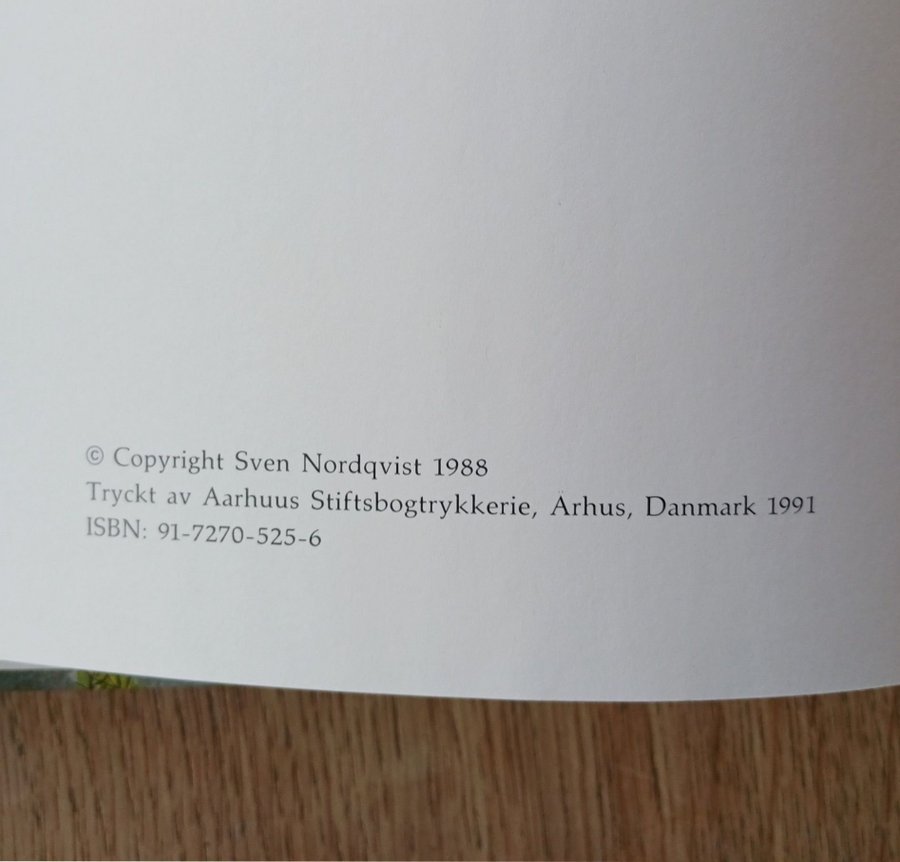 © Copyright Sven Nordqvist 1988
Tryckt av Aarhuus Stiftsbogtrykkerie, Århus, Danmark 1991
ISBN: 91-7270-525-6